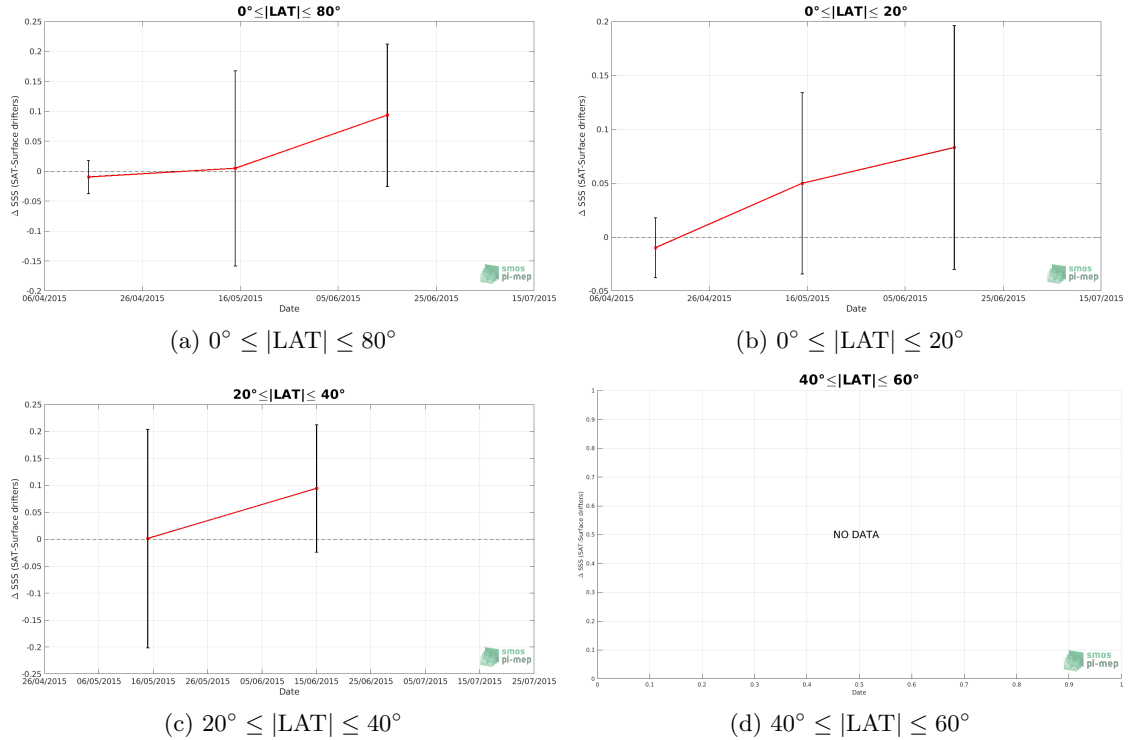 0°≤|LAT|≤ 80°
0.25
0.2
0.15
0.1
0.05
0
-0.05
-0.1
-0.15
-0.2
Δ SSS (SAT-Surface drifters)
06/04/2015 26/04/2015 16/05/2015 05/06/2015 25/06/2015 15/07/2015
Date
smos
pi-mep
(a) 0° ≤ |LAT| ≤ 80°
0°≤|LAT|≤ 20°
0.2
0.15
0.1
0.05
0
-0.05
Δ SSS (SAT-Surface drifters)
06/04/2015 26/04/2015 16/05/2015 05/06/2015 25/06/2015 15/07/2015
Date
smos
pi-mep
(b) 0° ≤ |LAT| ≤ 20°
20°≤|LAT|≤ 40°
0.25
0.2
0.15
0.1
0.05
0
-0.05
-0.1
-0.15
-0.2
-0.25
Δ SSS (SAT-Surface drifters)
26/04/2015 06/05/2015 16/05/2015 26/05/2015 05/06/2015 15/06/2015 25/06/2015 05/07/2015 15/07/2015 25/07/2015
Date
smos
pi-mep
(c) 20° ≤ |LAT| ≤ 40°
40°≤|LAT|≤ 60°
1
0.9
0.8
0.7
0.6
0.5
0.4
0.3
0.2
0.1
0
Δ SSS (SAT-Surface drifters)
NO DATA
0 0.1 0.2 0.3 0.4 0.5 0.6 0.7 0.8 0.9 1
Date
smos
pi-mep
(d) 40° ≤ |LAT| ≤ 60°